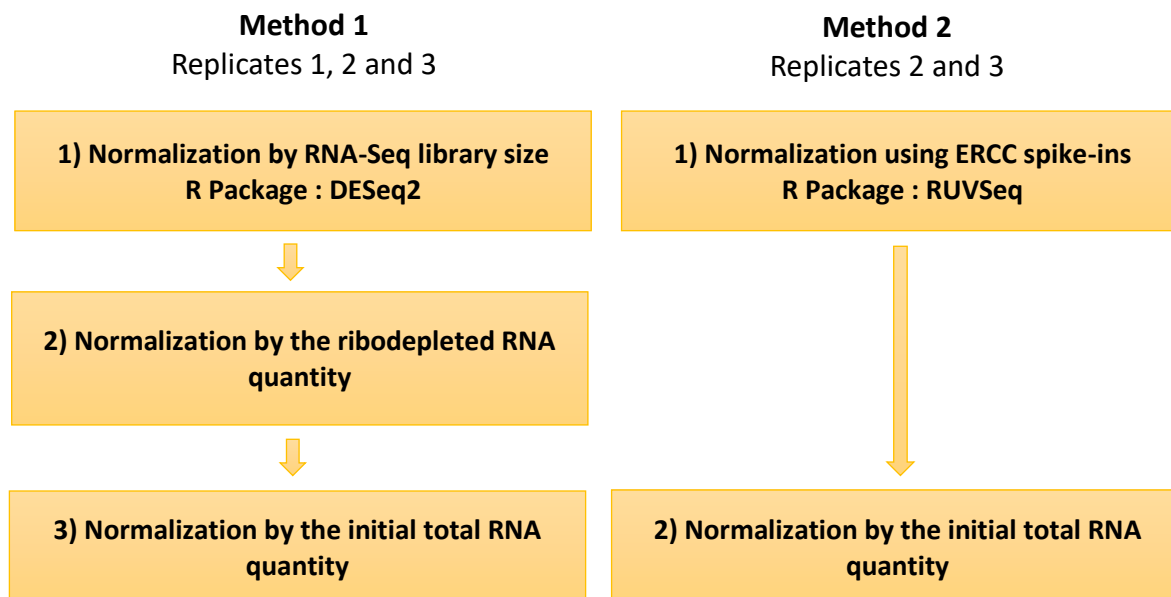 Method 1
Replicates 1, 2 and 3
1) Normalization by RNA-Seq library size
R Package : DESeq2
2) Normalization by the ribodepleted RNA
quantity
3) Normalization by the initial total RNA
quantity
Method 2
Replicates 2 and 3
1) Normalization using ERCC spike-ins
R Package : RUVSeq
2) Normalization by the initial total RNA
quantity